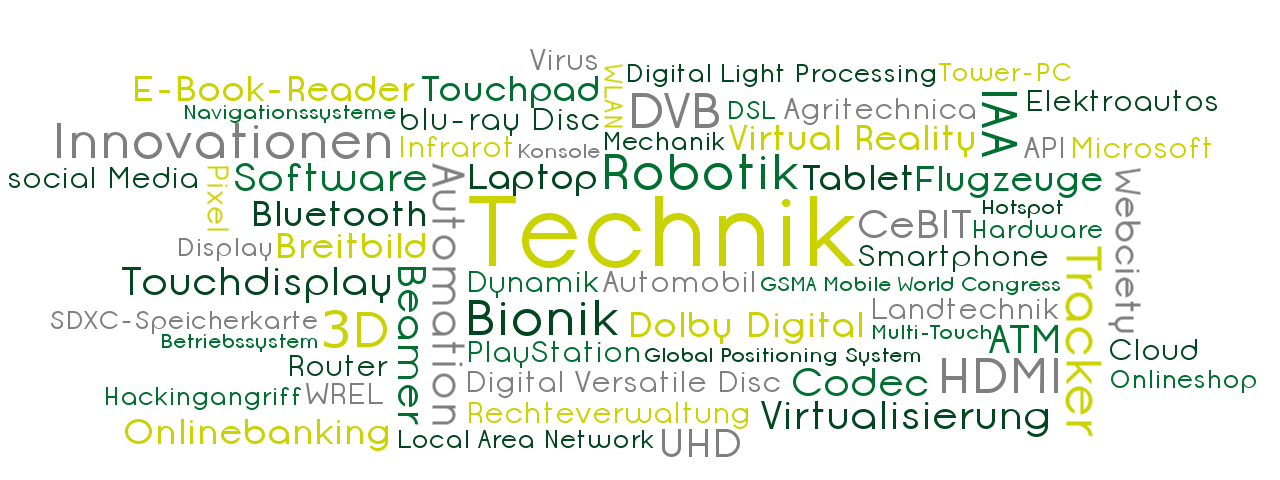 Virus
WLAN
Digital Light Processing
Tower-PC
E-Book-Reader
Touchpad
DVB
DSL
Agritechnica
IAA
Elektroautos
Navigationssysteme
blu-ray Disc
Innovationen
Infrarot
Konsole
Mechanik
Virtual Reality
API
Microsoft
social Media
Pixel
Software
Automation
Laptop
Robotik
Tablet
Flugzeuge
Webciety
Bluetooth
Technik
CeBIT
Hotspot
Hardware
Display
Breitbild
Smartphone
Tracker
Touchdisplay
Beamer
Dynamik
Automobil
GSMA Mobile World Congress
SDXC-Speicherkarte
3D
Bionik
Dolby Digital
Landtechnik
Betriebssystem
Multi-Touch
ATM
Router
PlayStation
Global Positioning System
Cloud
Hackingangriff
WREL
Digital Versatile Disc
Codec
HDMI
Onlineshop
Rechteverwaltung
Virtualisierung
Onlinebanking
Local Area Network
UHD